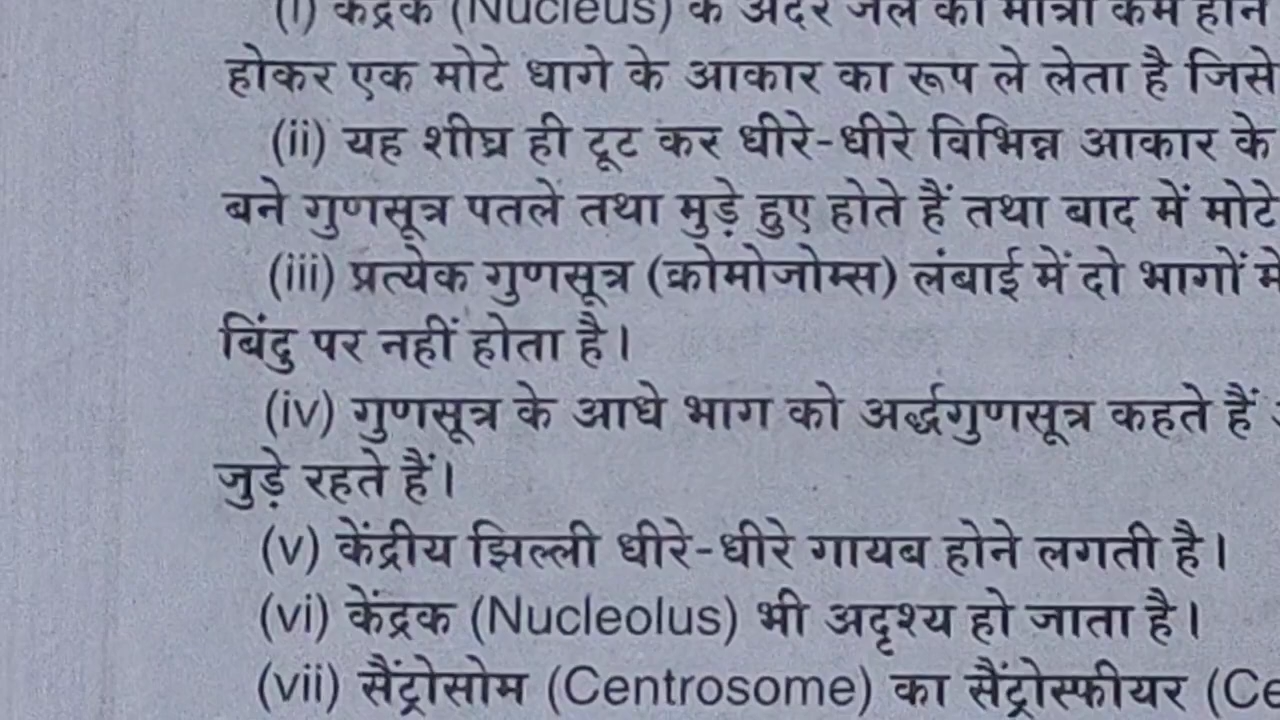 (i) केंद्रक (Nucleus) के अंदर जल की मात्रा कम होने
होकर एक मोटे धागे के आकार का रूप ले लेता है जिसे
(ii) यह शीघ्र ही टूट कर धीरे-धीरे विभिन्न आकार के
बने गुणसूत्र पतले तथा मुड़े हुए होते हैं तथा बाद में मोटे
(iii) प्रत्येक गुणसूत्र (क्रोमोजोम्स) लंबाई में दो भागों में
बिंदु पर नहीं होता है।
(iv) गुणसूत्र के आधे भाग को अर्द्धगुणसूत्र कहते हैं
जुड़े रहते हैं।
(v) केंद्रीय झिल्ली धीरे-धीरे गायब होने लगती है।
(vi) केंद्रक (Nucleolus) भी अदृश्य हो जाता है।
(vii) सैंट्रोसोम (Centrosome) का सैंट्रोस्फीयर (Ce